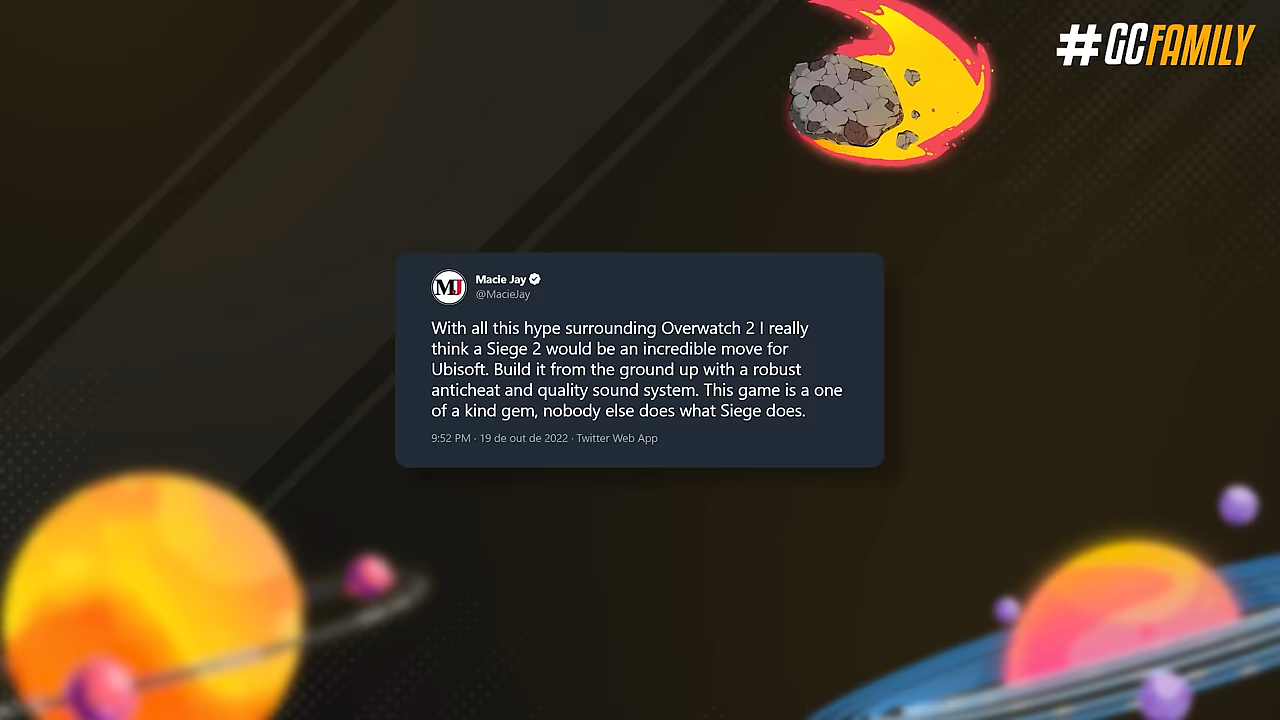 #GCFAMILY
MJ
Macie Jay
@MacieJay
With all this hype surrounding Overwatch 2 I really
think a Siege 2 would be an incredible move for
Ubisoft. Build it from the ground up with a robust
anticheat and quality sound system. This game is a one
of a kind gem, nobody else does what Siege does.
9:52 PM · 19 de out de 2022 · Twitter Web App